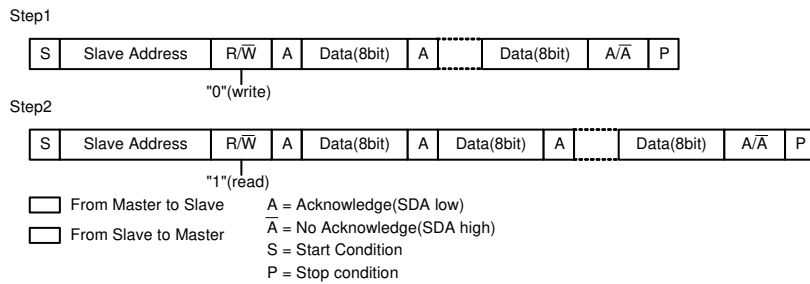 Step1
S Slave Address R/W̅ A Data(8bit) A Data(8bit) A/A̅ P
"0"(write)
Step2
S Slave Address R/W̅ A Data(8bit) A Data(8bit) A Data(8bit) A/A̅ P
"1"(read)
From Master to Slave
From Slave to Master
A = Acknowledge(SDA low)
A̅ = No Acknowledge(SDA high)
S = Start Condition
P = Stop condition